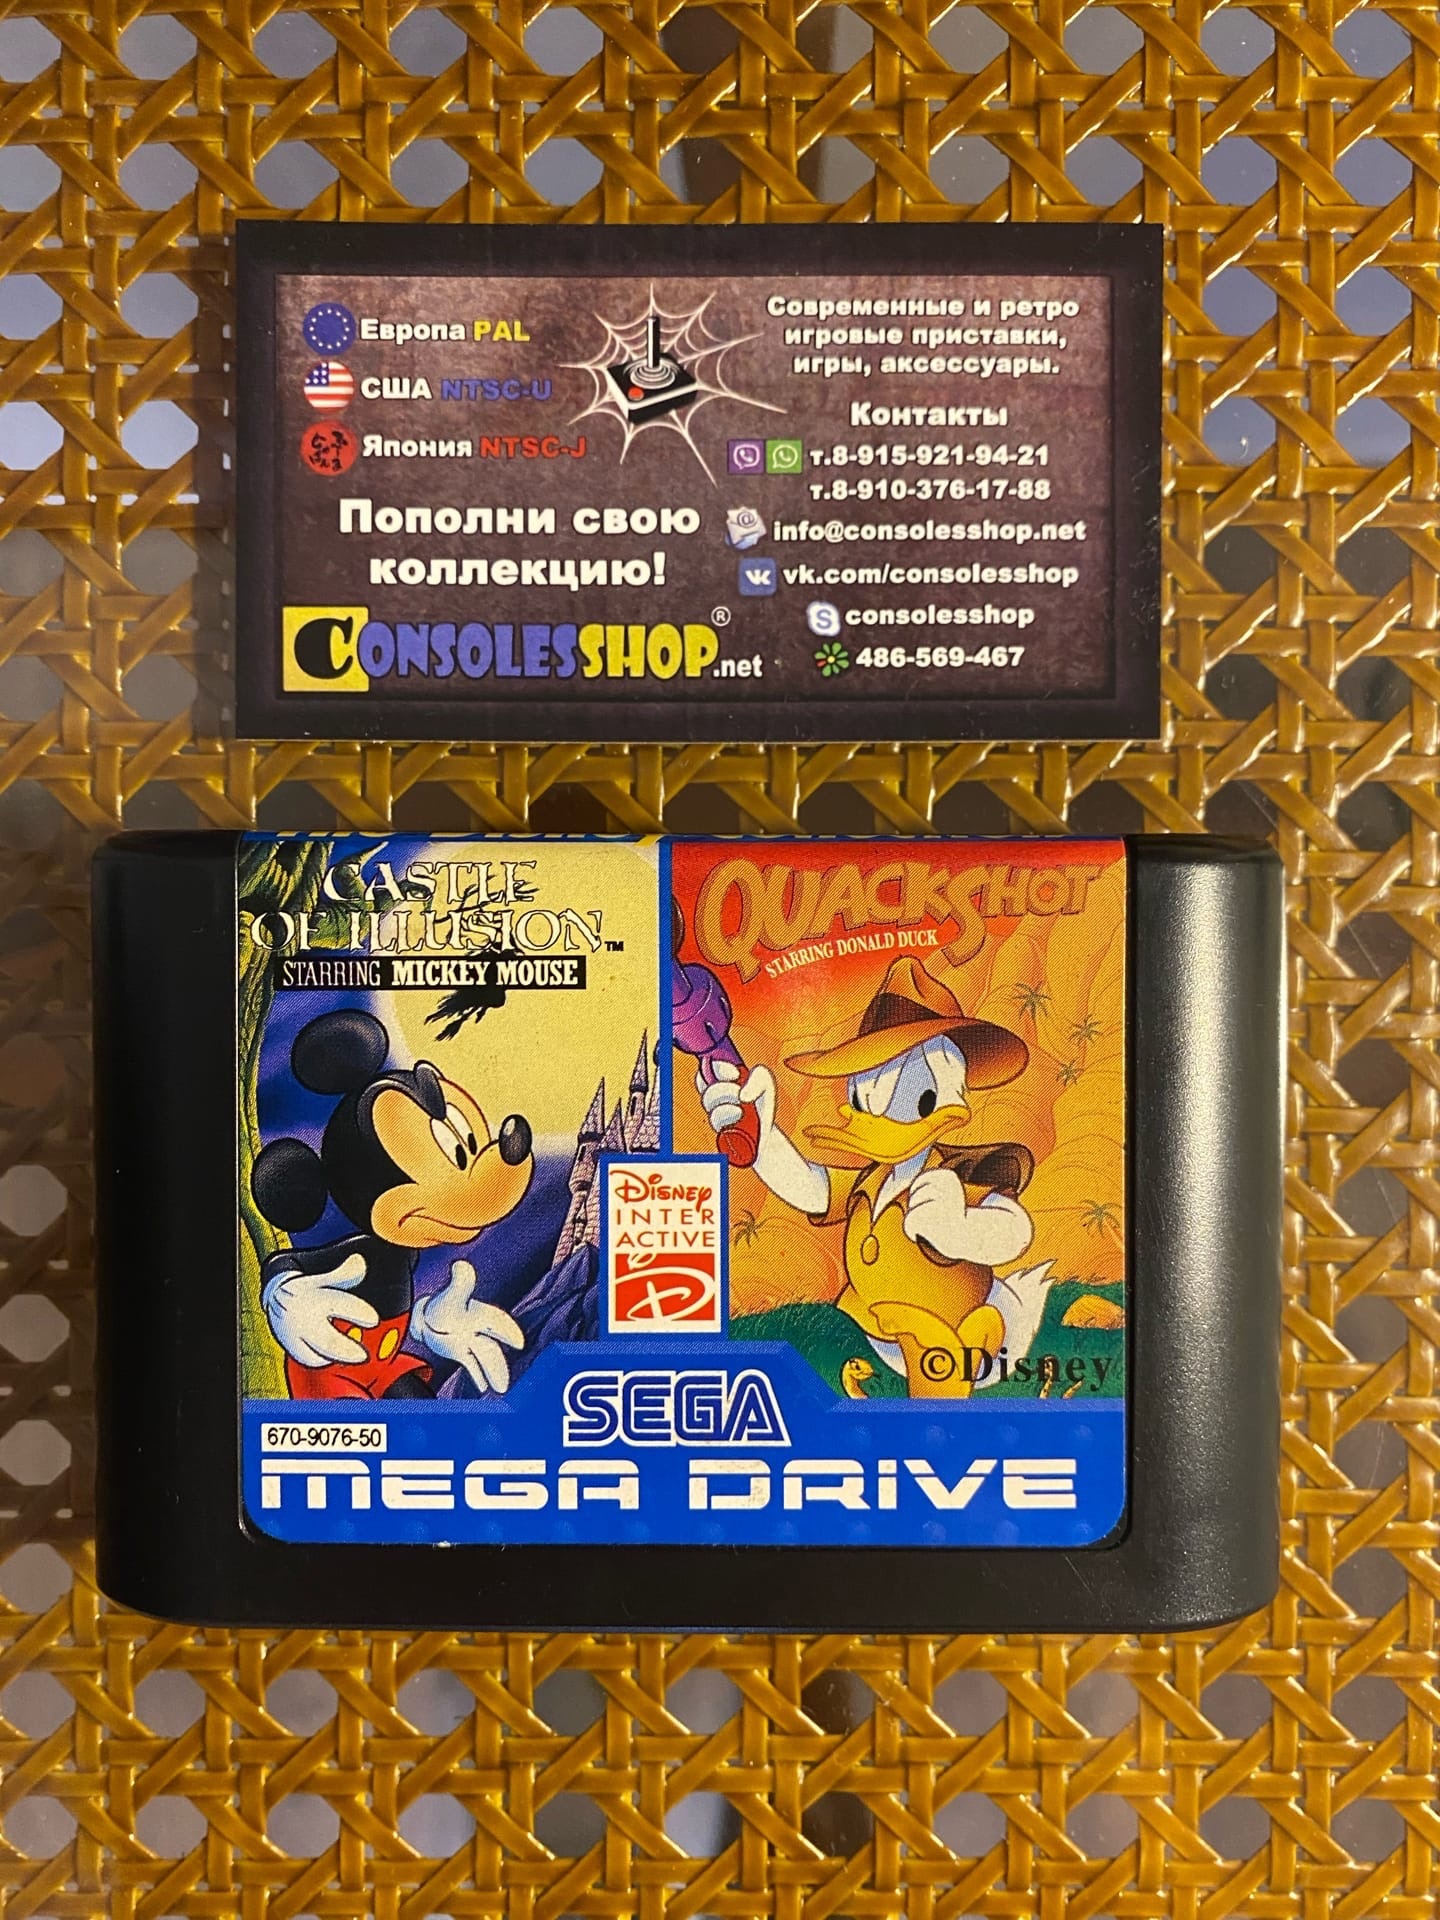 Европа PAL
США NTSC-U
Япония NTSC-J
Пополни свою
коллекцию!
CONSOLESSHOP.net
®
Современные и ретро
игровые приставки,
игры, аксессуары.
Контакты
т.8-915-921-94-21
т.8-910-376-17-88
info@consolesshop.net
vk.com/consolesshop
consolesshop
486-569-467
CASTLE
OF ILLUSION™
STARRING MICKEY MOUSE
QUACKSHOT
STARRING DONALD DUCK
DISNEY
INTER
ACTIVE
D
©Disney
SEGA
670-9076-50
MEGA DRIVE